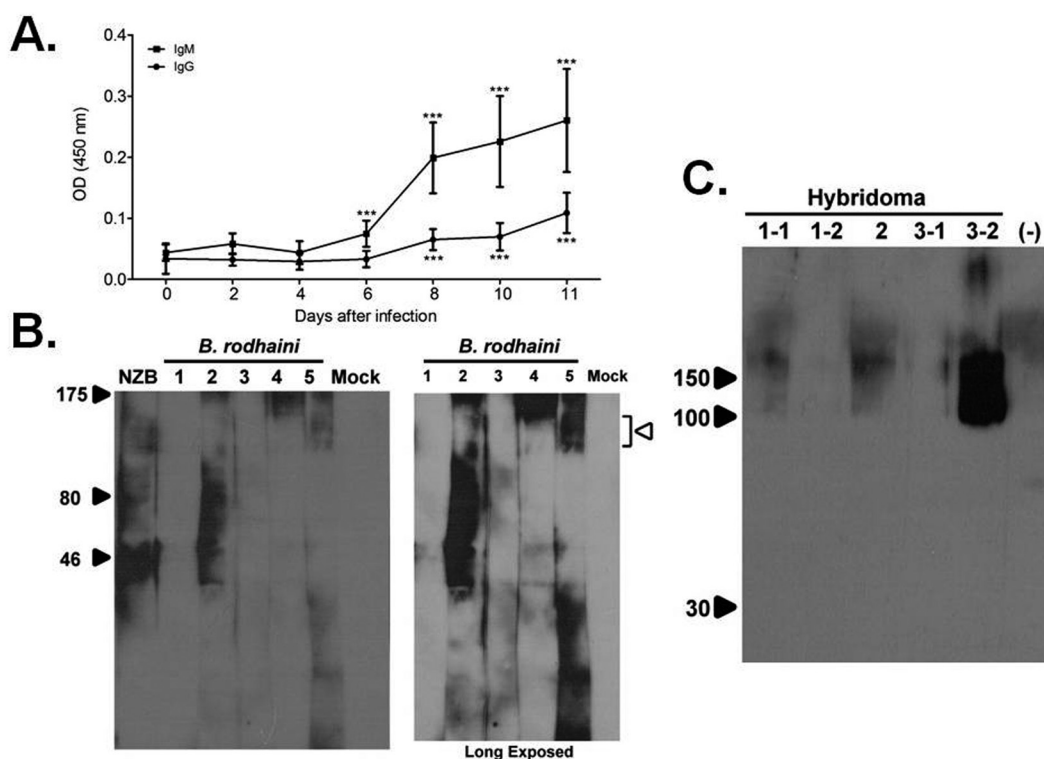 A.
IgM
IgG
OD (450 nm)
0.4
0.3
0.2
0.1
0.0
*** *** *** ***
*** *** ***
0 2 4 6 8 10 11
Days after infection
B.
B. rodhaini
NZB 1 2 3 4 5 Mock
175
80
46
B. rodhaini
1 2 3 4 5 Mock
Long Exposed
C.
Hybridoma
1-1 1-2 2 3-1 3-2 (-)
150
100
30